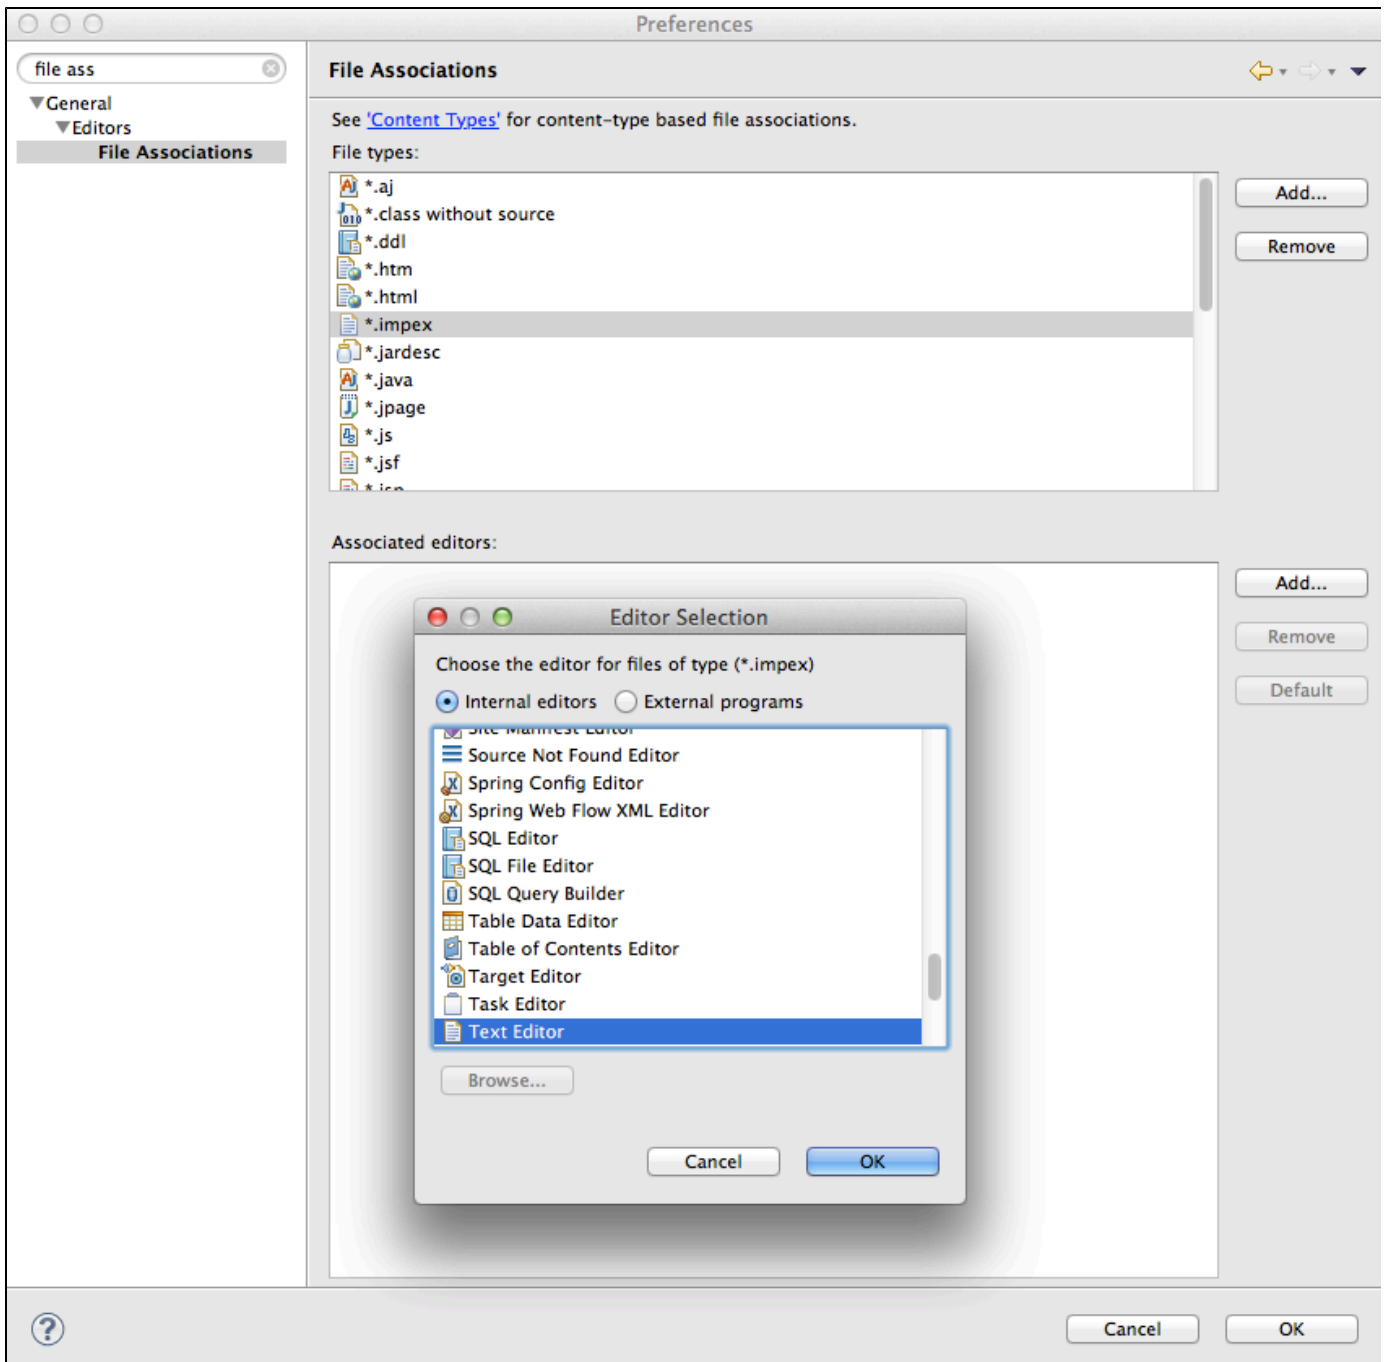 Preferences
file ass
General
Editors
File Associations
File Associations
See 'Content Types' for content-type based file associations.
File types:
*.aj
*.class without source
*.ddl
*.htm
*.html
*.impex
*.jardesc
*.java
*.jpage
*.js
*.jsf
*.jsp
Add...
Remove
Associated editors:
Add...
Remove
Default
Editor Selection
Choose the editor for files of type (*.impex)
Internal editors External programs
Site Manifest Editor
Source Not Found Editor
Spring Config Editor
Spring Web Flow XML Editor
SQL Editor
SQL File Editor
SQL Query Builder
Table Data Editor
Table of Contents Editor
Target Editor
Task Editor
Text Editor
Browse...
Cancel OK
Cancel OK